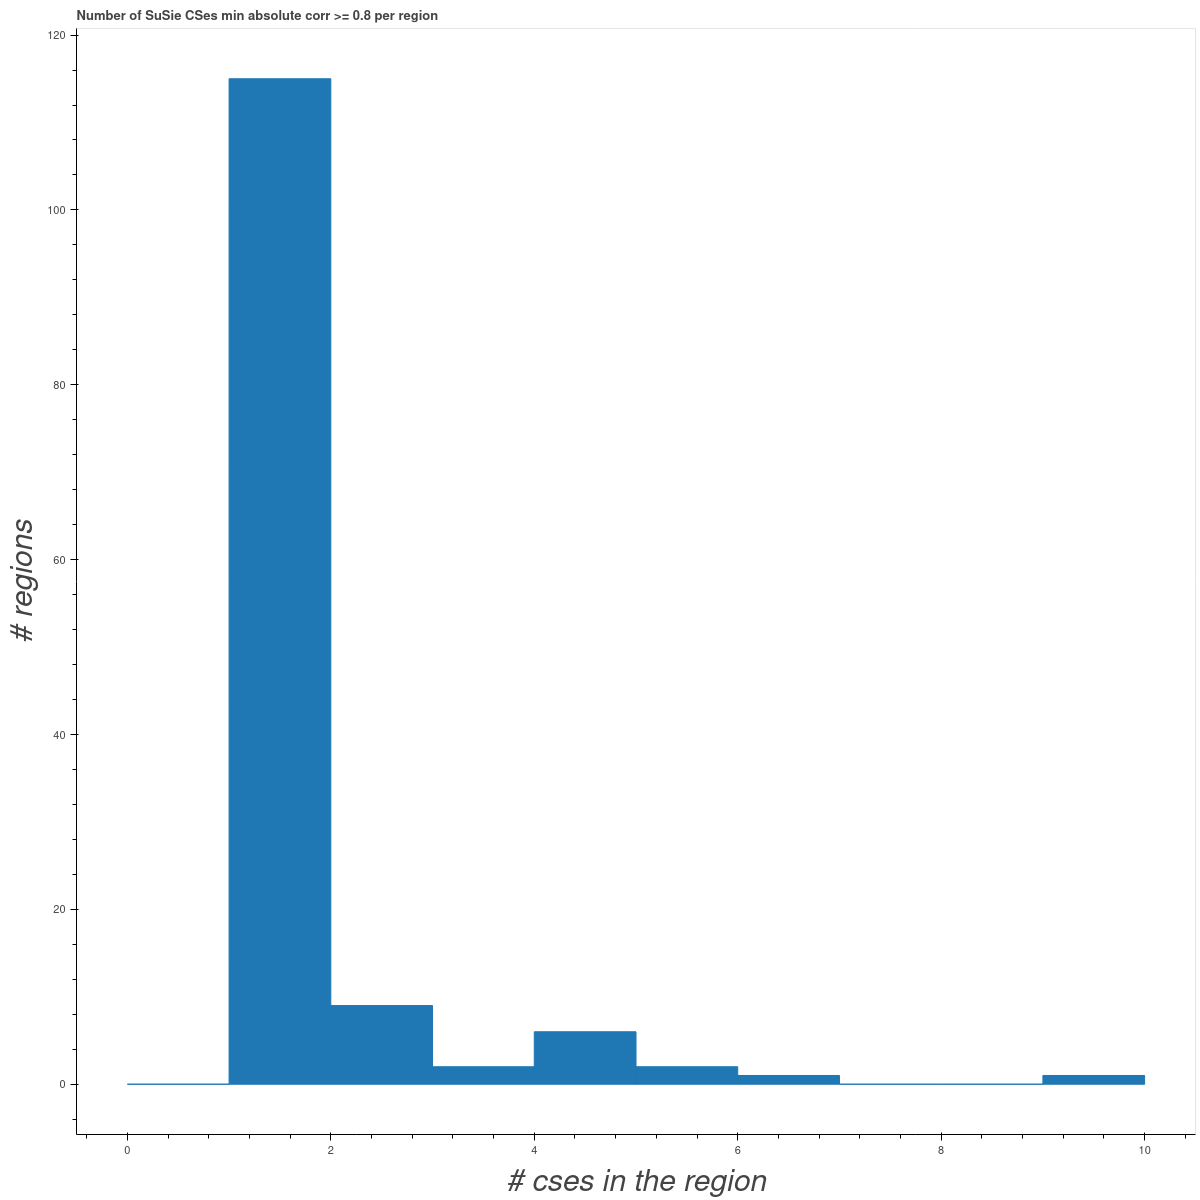 Number of SuSie CSes min absolute corr >= 0.8 per region
120
100
80
60
40
20
0
# regions
0 2 4 6 8 10
# cses in the region